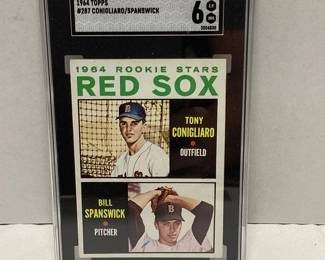 1964 TOPPS
#287 CONIGLIARO/SPANSWICK
6
1964 ROOKIE STARS
RED SOX
TONY
CONIGLIARO
OUTFIELD
BILL
SPANSWICK
PITCHER